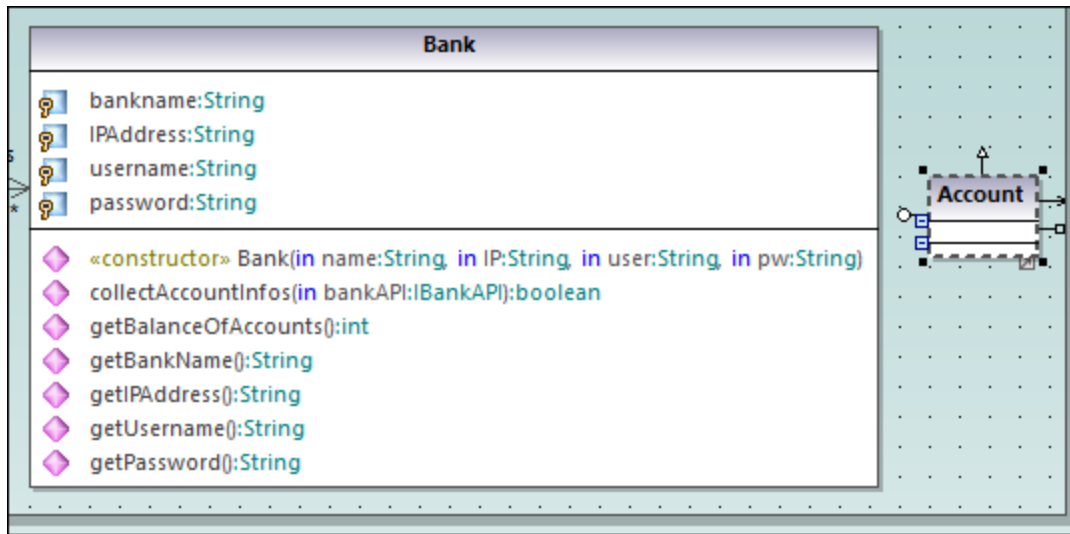 Bank
bankname:String
IPAddress:String
username:String
password:String
*
«constructor» Bank(in name:String, in IP:String, in user:String, in pw:String)
collectAccountInfos(in bankAPI:IBankAPI):boolean
getBalanceOfAccounts():int
getBankName():String
getIPAddress():String
getUsername():String
getPassword():String
Account